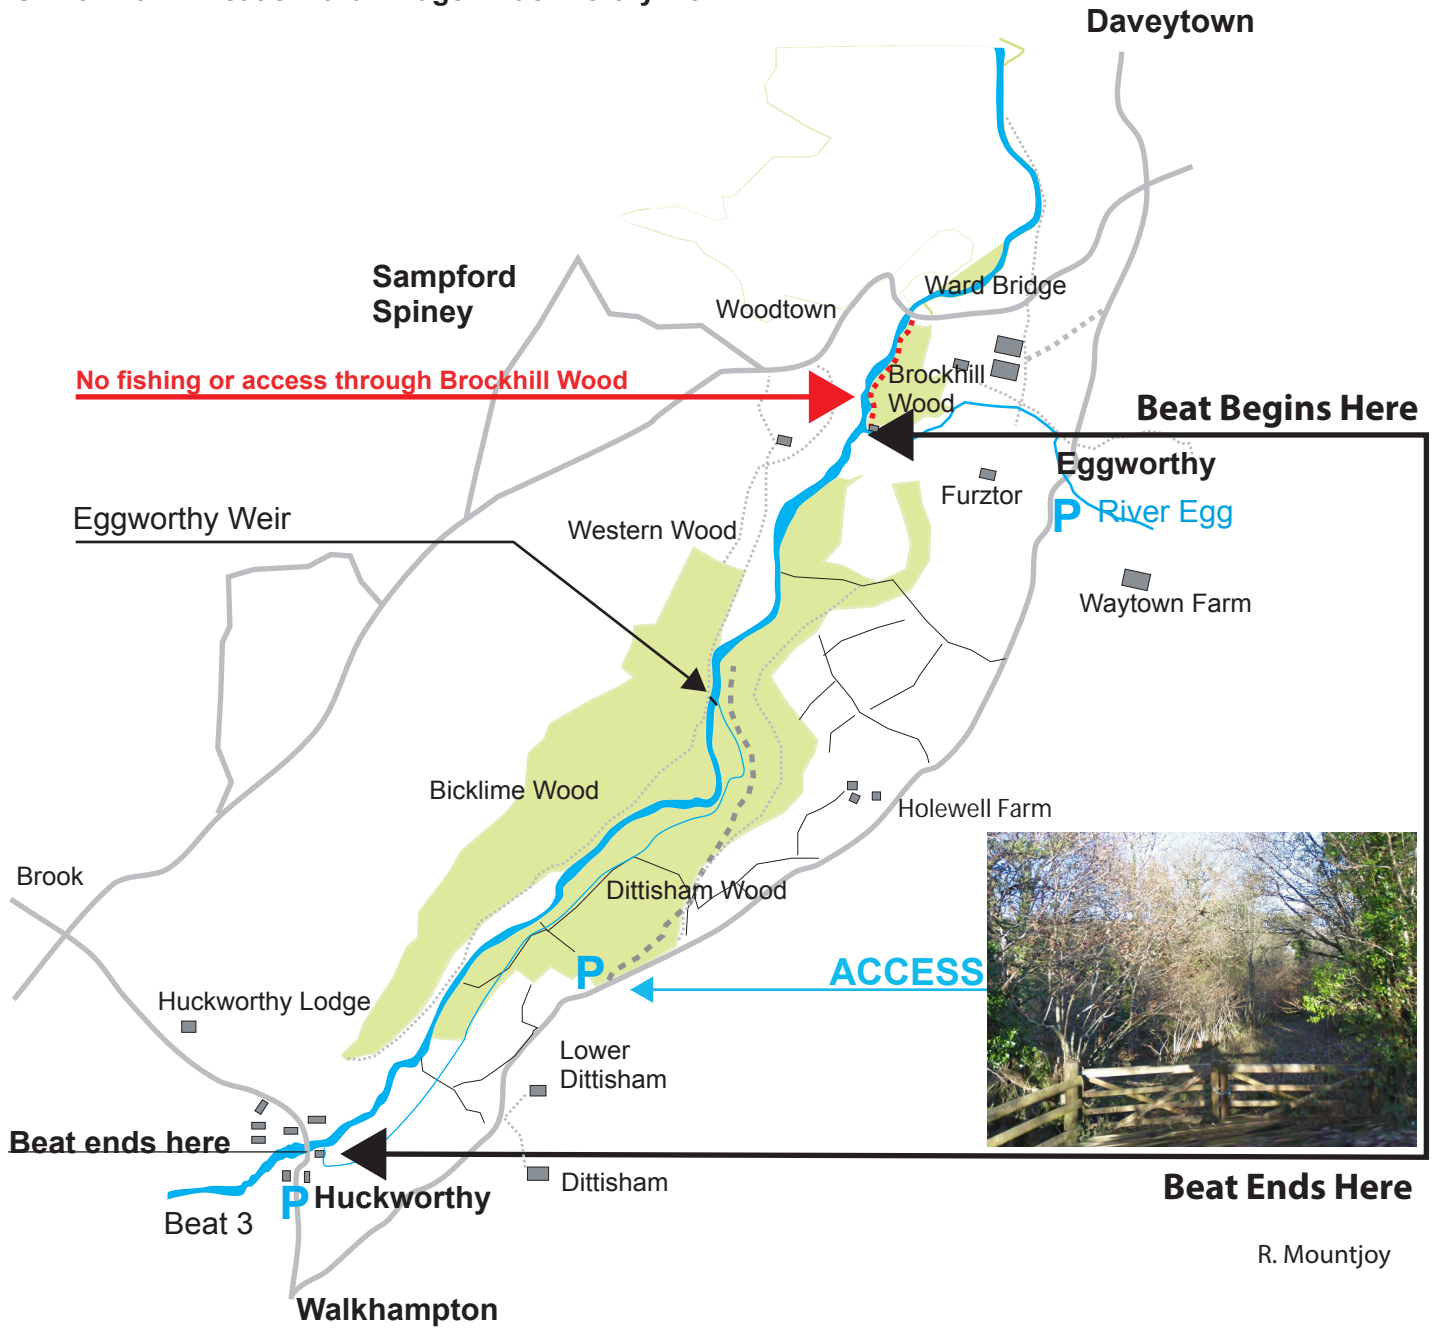 Daveytown
Sampford
Spiney
Woodtown
Ward Bridge
No fishing or access through Brockhill Wood
Brockhill
Wood
Beat Begins Here
Eggworthy
Furztor
P River Egg
Eggworthy Weir
Western Wood
Waytown Farm
Bicklime Wood
Holewell Farm
Brook
Dittisham Wood
P
ACCESS
Huckworthy Lodge
Lower
Dittisham
Beat ends here
Dittisham
Beat Ends Here
P Huckworthy
Beat 3
R. Mountjoy
Walkhampton